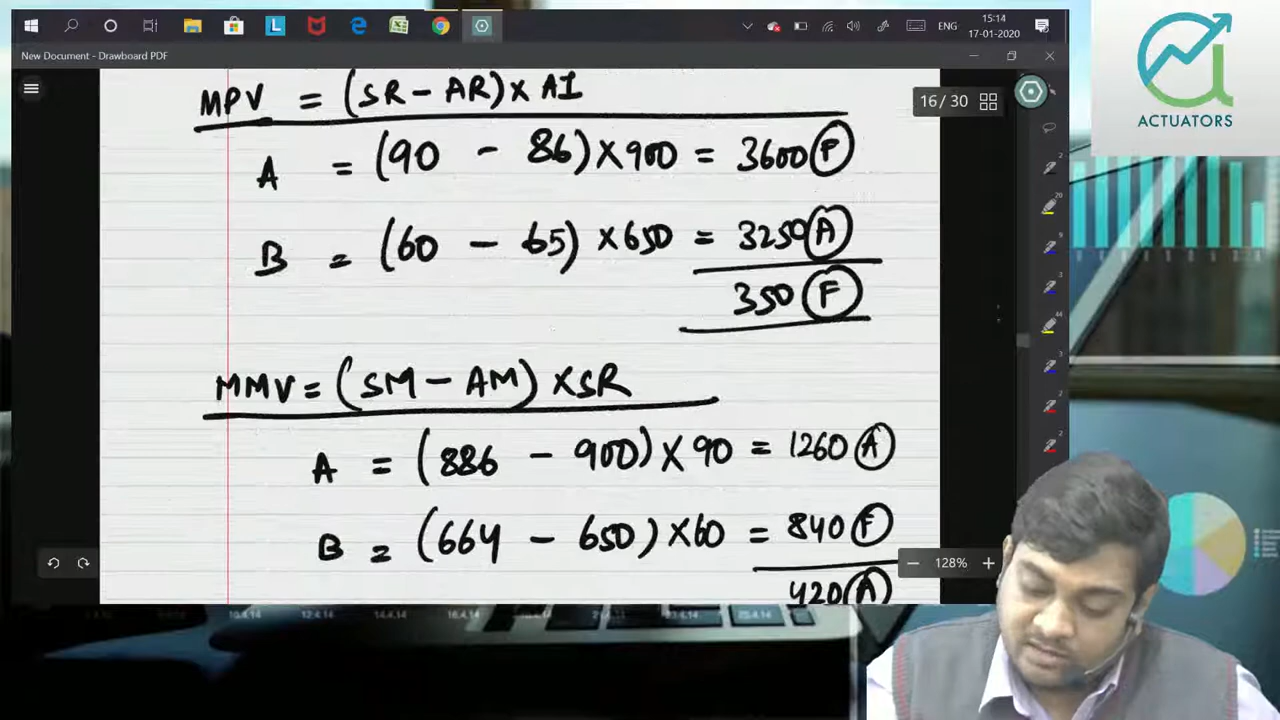 ENG
15:14
17-01-2020
New Document - Drawboard PDF
ACTUATORS
16 / 30
MPV = (SR - AR) x AI
A = (90 - 86) x 900 = 3600 F
B = (60 - 65) x 650 = 3250 A
350 F
MMV = (SM - AM) x SR
A = (886 - 900) x 90 = 1260 A
B = (664 - 650) x 60 = 840 F
420 A
128%